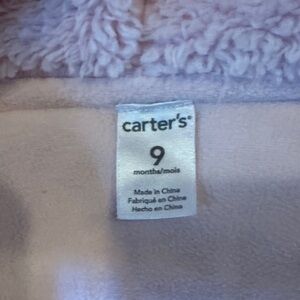 carter's®
9
months/mois
Made in China
Fabriqué en Chine
Hecho en China